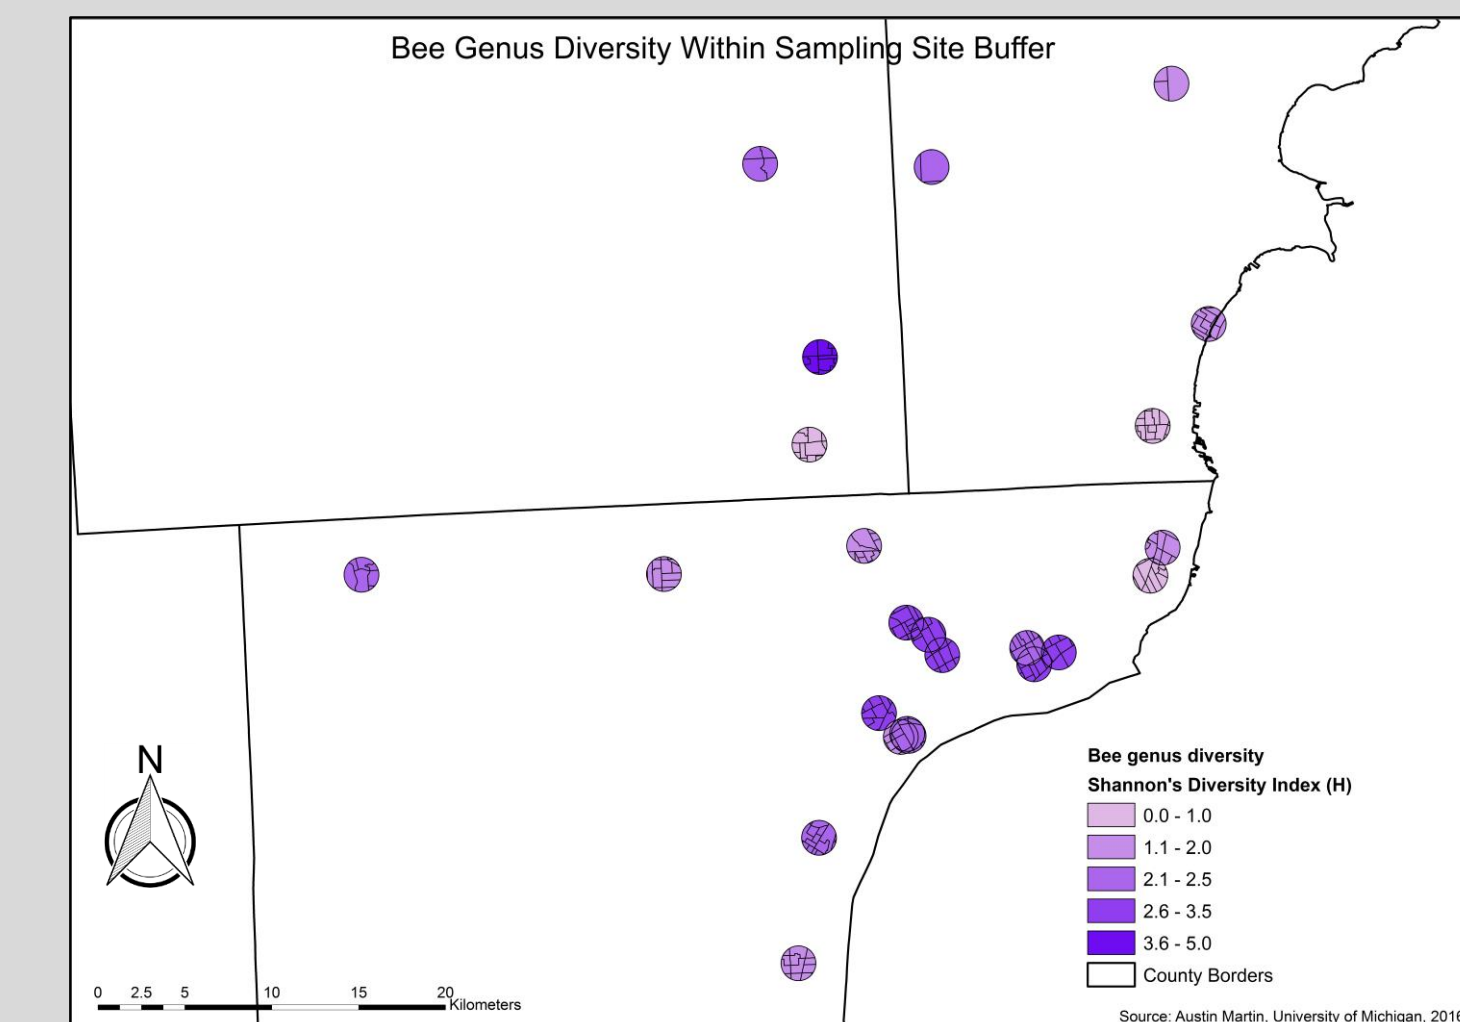 Bee Genus Diversity Within Sampling Site Buffer
N
0 2.5 5 10 15 20
Kilometers
Bee genus diversity
Shannon's Diversity Index (H)
0.0 - 1.0
1.1 - 2.0
2.1 - 2.5
2.6 - 3.5
3.6 - 5.0
County Borders
Source: Austin Martin, University of Michigan, 2016